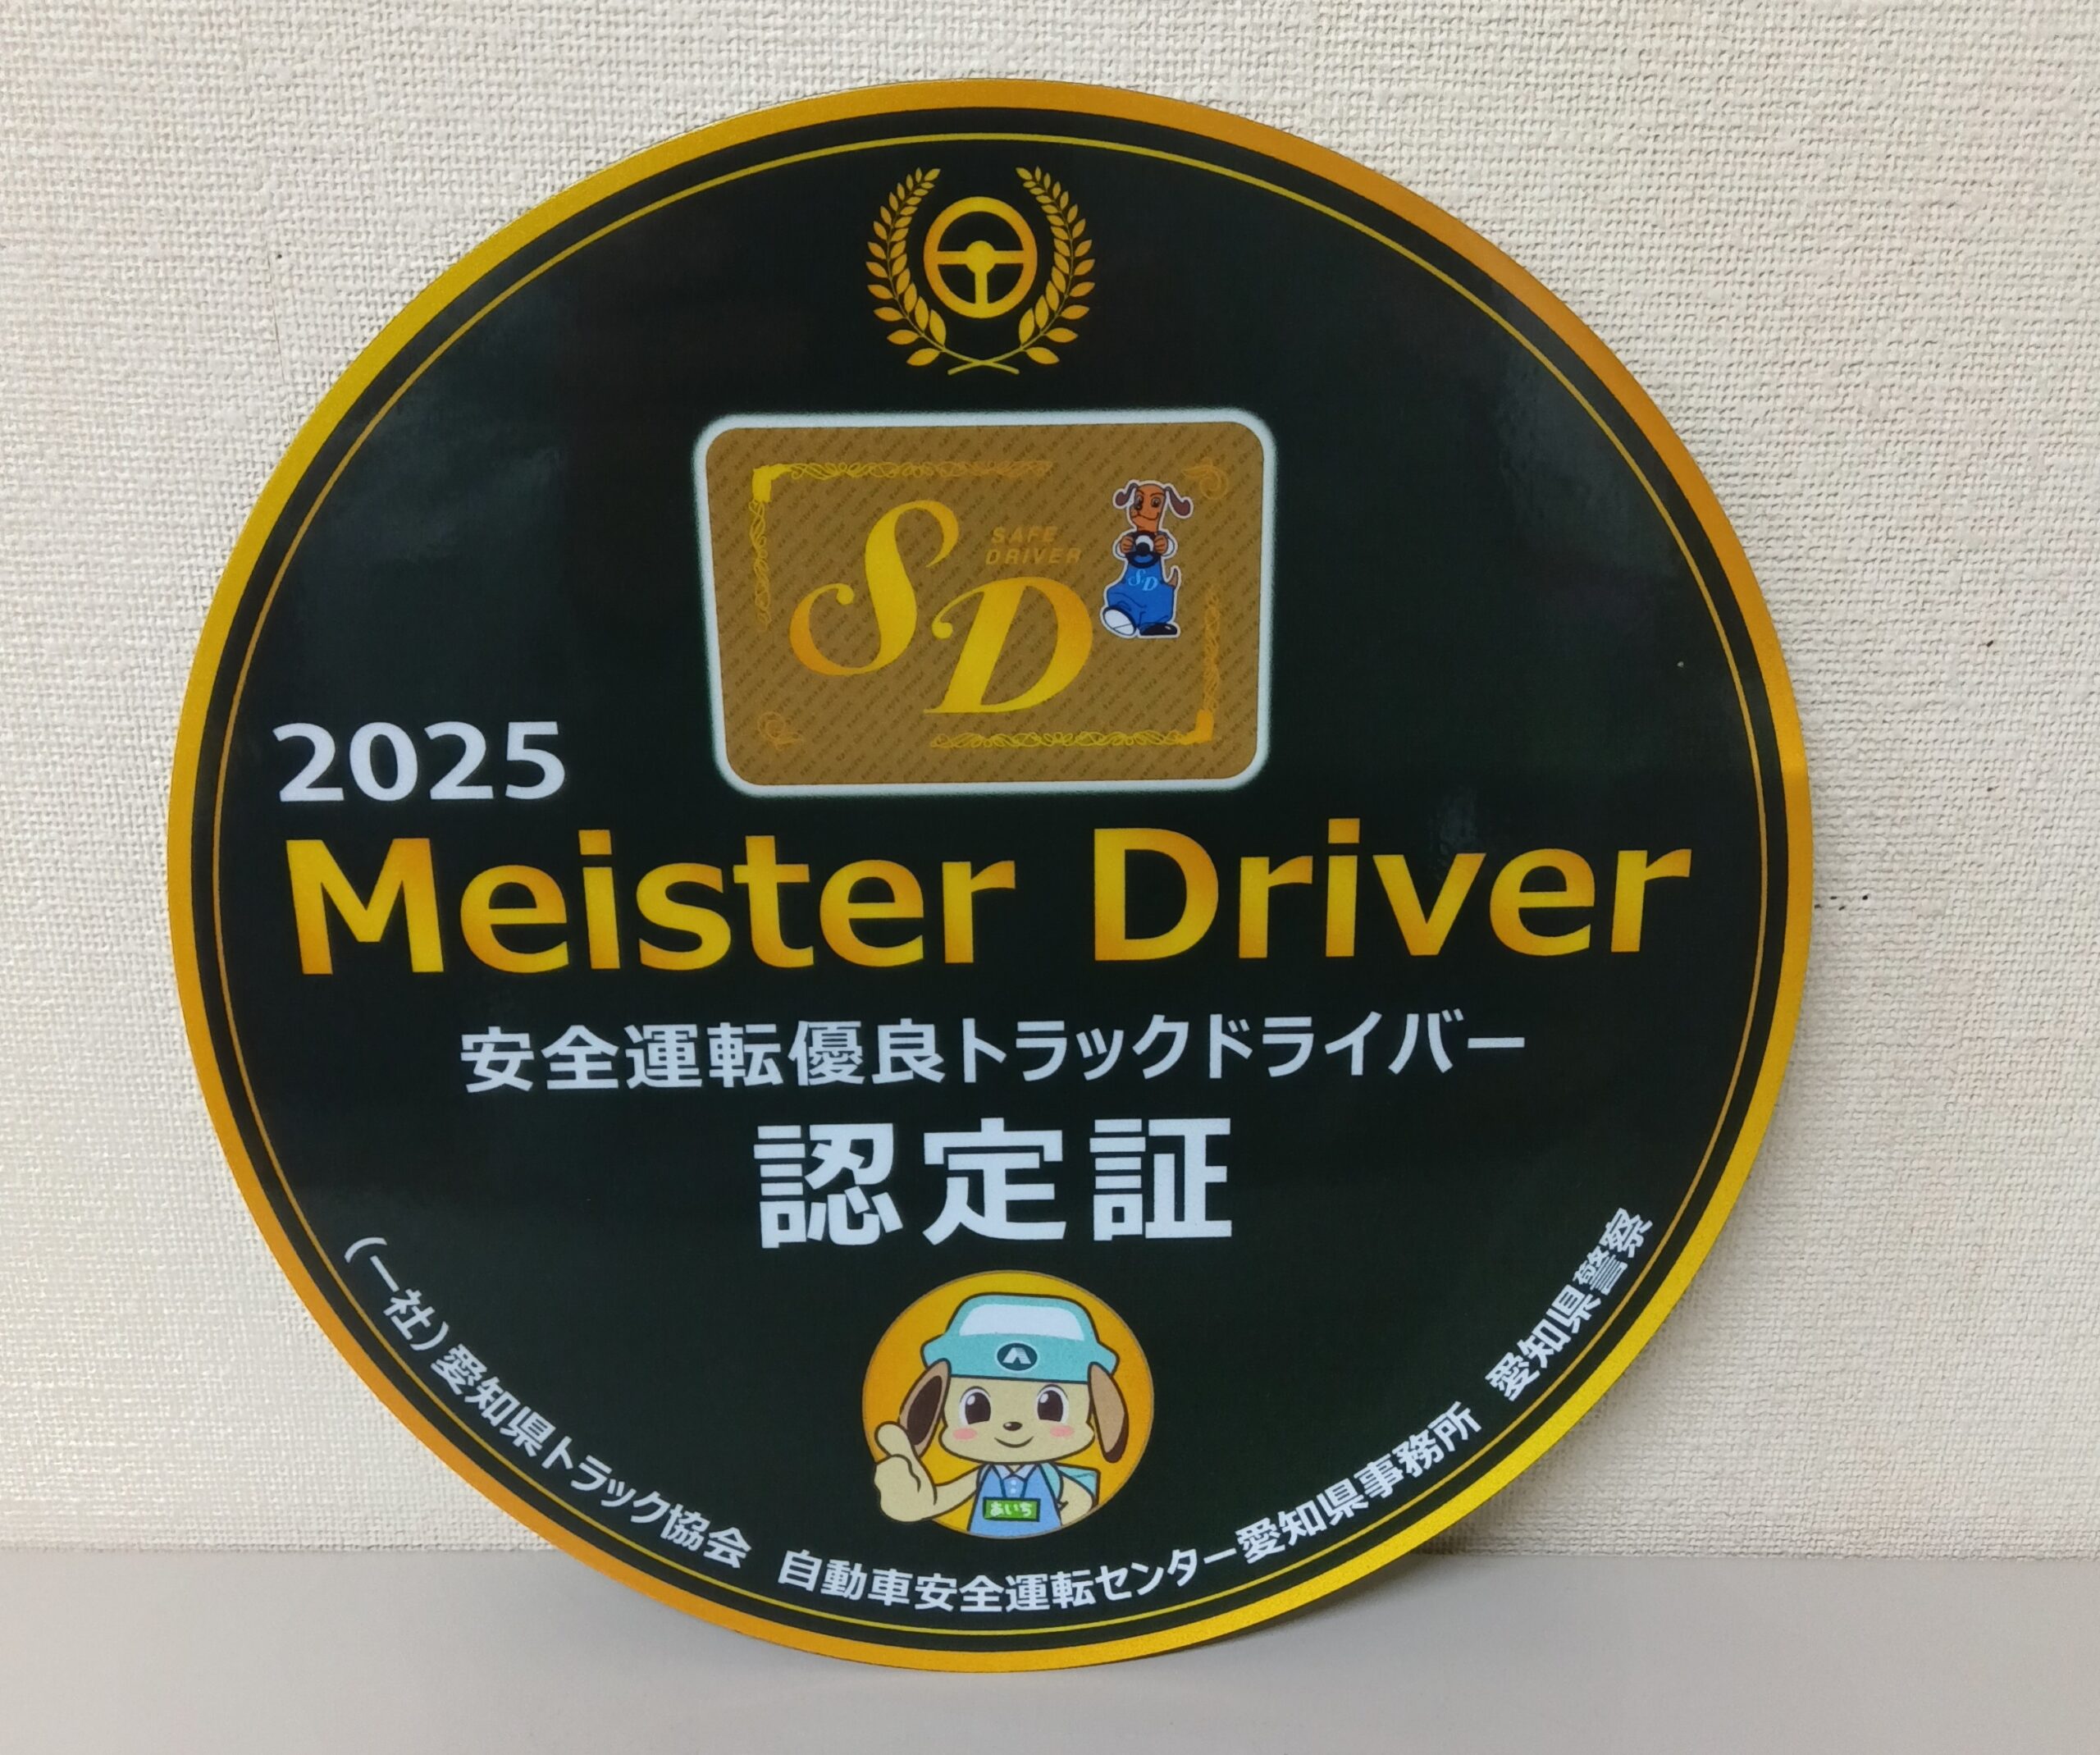 SAFE
DRIVER
SD
SD
2025
Meister Driver
安全運転優良トラックドライバー
認定証
あいち
(一社)愛知県トラック協会 自動車安全運転センター愛知県事務所 愛知県警察